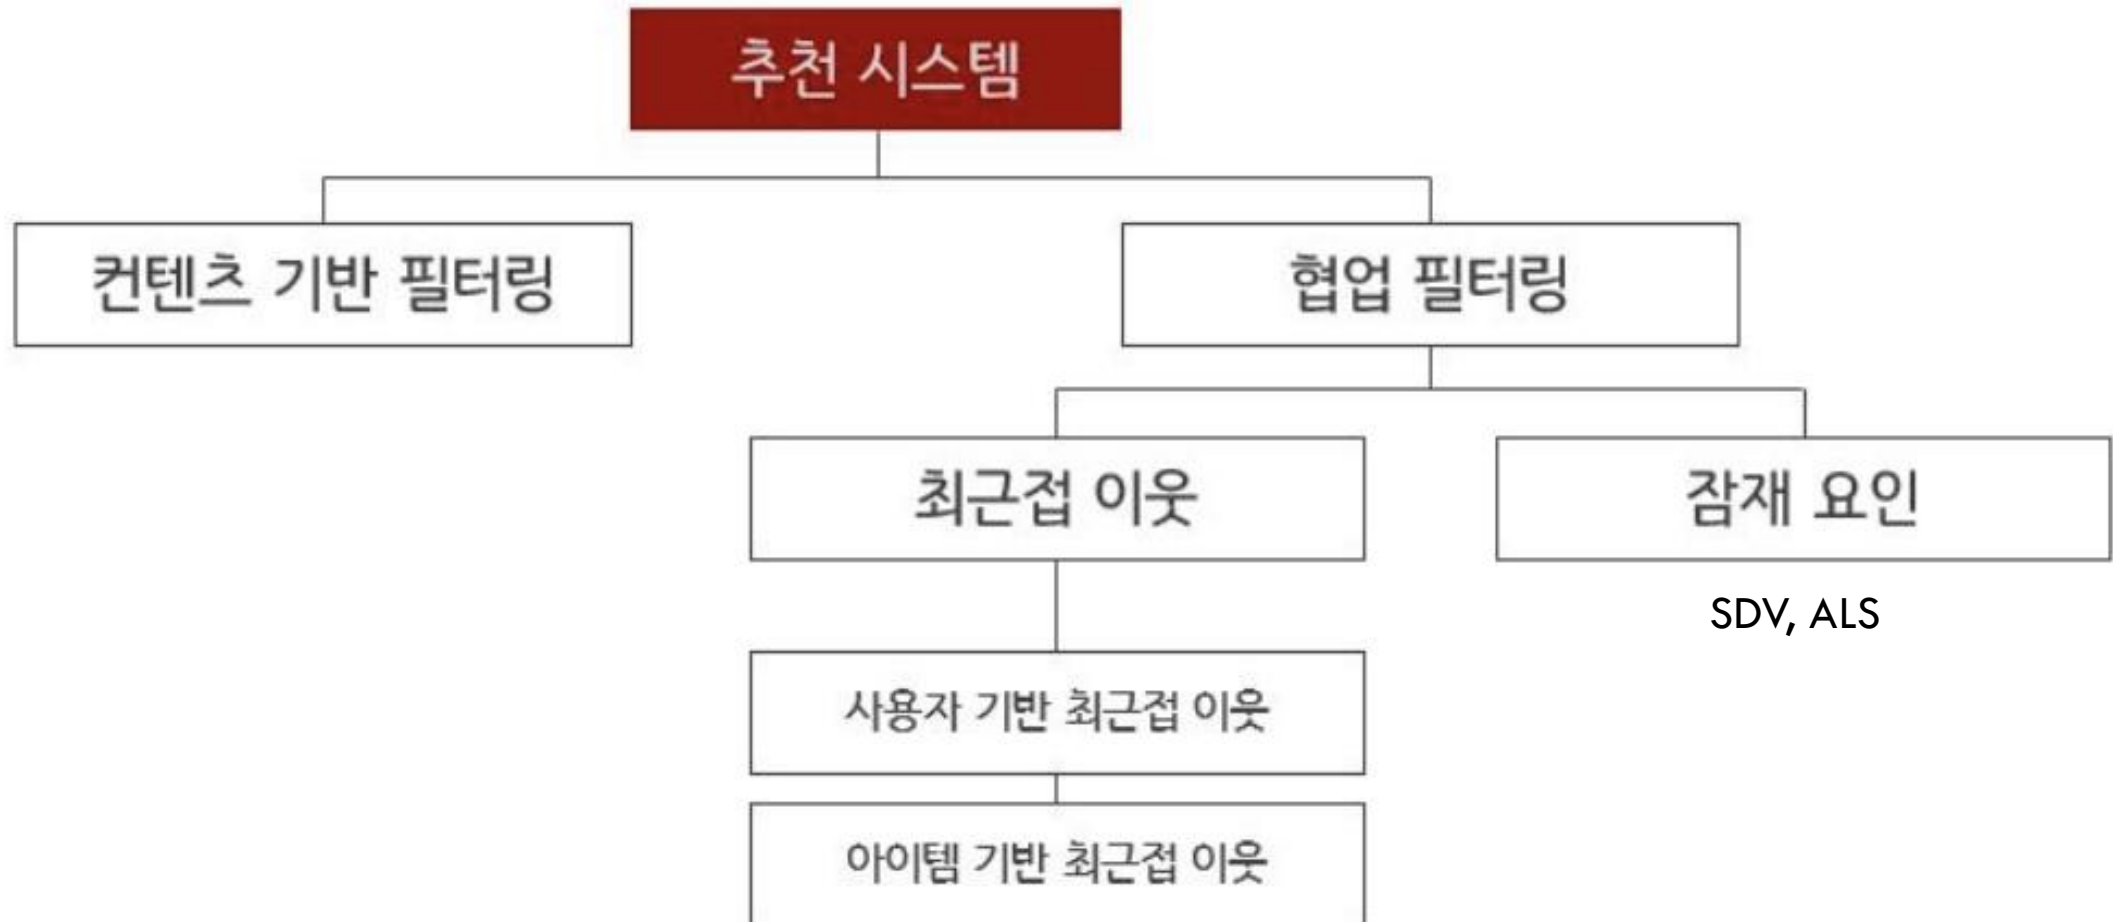 추천 시스템
컨텐츠 기반 필터링
협업 필터링
최근접 이웃
잠재 요인
SDV, ALS
사용자 기반 최근접 이웃
아이템 기반 최근접 이웃